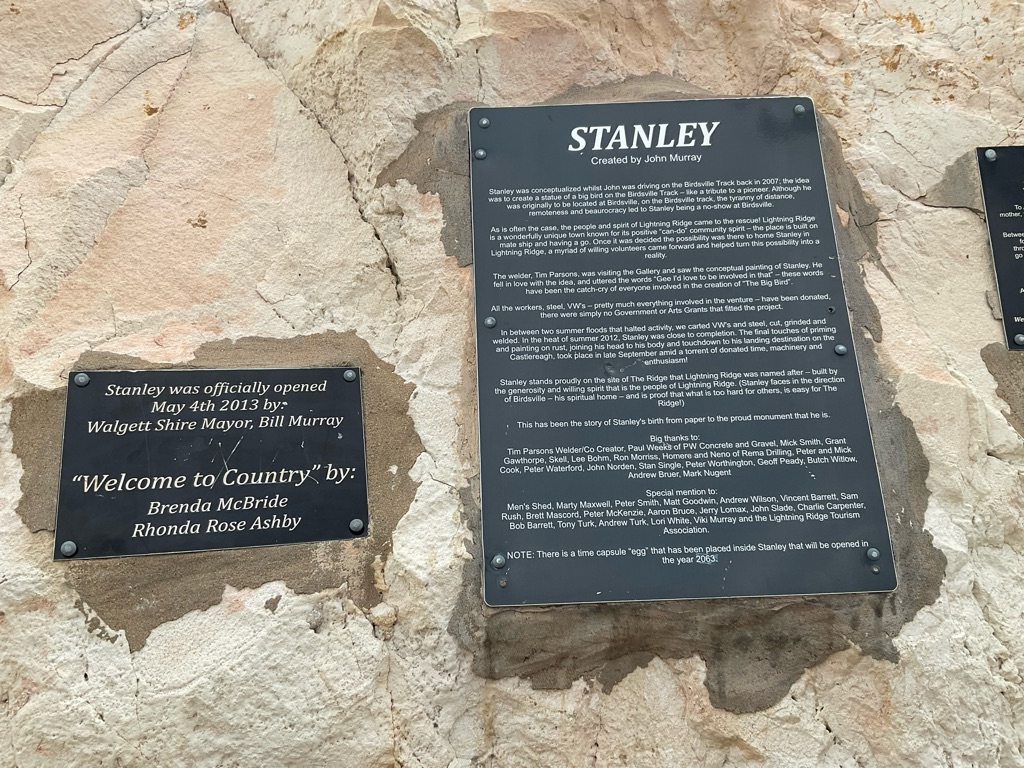 Stanley was officially opened
May 4th 2013 by:
Walgett Shire Mayor, Bill Murray
"Welcome to Country" by:
Brenda McBride
Rhonda Rose Ashby
STANLEY
Created by John Murray
Stanley was conceptualized whilst John was driving on the Birdsville Track back in 2007; the idea
was to create a statue of a big bird on the Birdsville Track – like a tribute to a pioneer. Although he
was originally to be located at Birdsville, on the Birdsville track, the tyranny of distance,
remoteness and beaurocracy led to Stanley being a no-show at Birdsville.
As is often the case, the people and spirit of Lightning Ridge came to the rescue! Lightning Ridge
is a wonderfully unique town known for its positive "can-do" community spirit – the place is built on
mate ship and having a go. Once it was decided the possibility was there to home Stanley in
Lightning Ridge, a myriad of willing volunteers came forward and helped turn this possibility into a
reality.
The welder, Tim Parsons, was visiting the Gallery and saw the conceptual painting of Stanley. He
fell in love with the idea, and uttered the words "Gee I'd love to be involved in that" – these words
have been the catch-cry of everyone involved in the creation of "The Big Bird".
All the workers, steel, VW's – pretty much everything involved in the venture – have been donated,
there were simply no Government or Arts Grants that fitted the project.
In between two summer floods that halted activity, we carted VW's and steel, cut, grinded and
welded. In the heat of summer 2012, Stanley was close to completion. The final touches of priming
and painting on rust, joining his head to his body and touchdown to his landing destination on the
Castlereagh, took place in late September amid a torrent of donated time, machinery and
enthusiasm!
Stanley stands proudly on the site of The Ridge that Lightning Ridge was named after – built by
the generosity and willing spirit that is the people of Lightning Ridge. (Stanley faces in the direction
of Birdsville – his spiritual home – and is proof that what is too hard for others, is easy for The
Ridge!)
This has been the story of Stanley's birth from paper to the proud monument that he is.
Big thanks to:
Tim Parsons Welder/Co Creator, Paul Weeks of PW Concrete and Gravel, Mick Smith, Grant
Gawthorpe, Skell, Lee Bohm, Ron Morriss, Homere and Neno of Rema Drilling, Peter and Mick
Cook, Peter Waterford, John Norden, Stan Single, Peter Worthington, Geoff Peady, Butch Willow,
Andrew Bruer, Mark Nugent
Special mention to:
Men's Shed, Marty Maxwell, Peter Smith, Matt Goodwin, Andrew Wilson, Vincent Barrett, Sam
Rush, Brett Mascord, Peter McKenzie, Aaron Bruce, Jerry Lomax, John Slade, Charlie Carpenter,
Bob Barrett, Tony Turk, Andrew Turk, Lori White, Viki Murray and the Lightning Ridge Tourism
Association.
NOTE: There is a time capsule "egg" that has been placed inside Stanley that will be opened in
the year 2063.
To
mother,
go